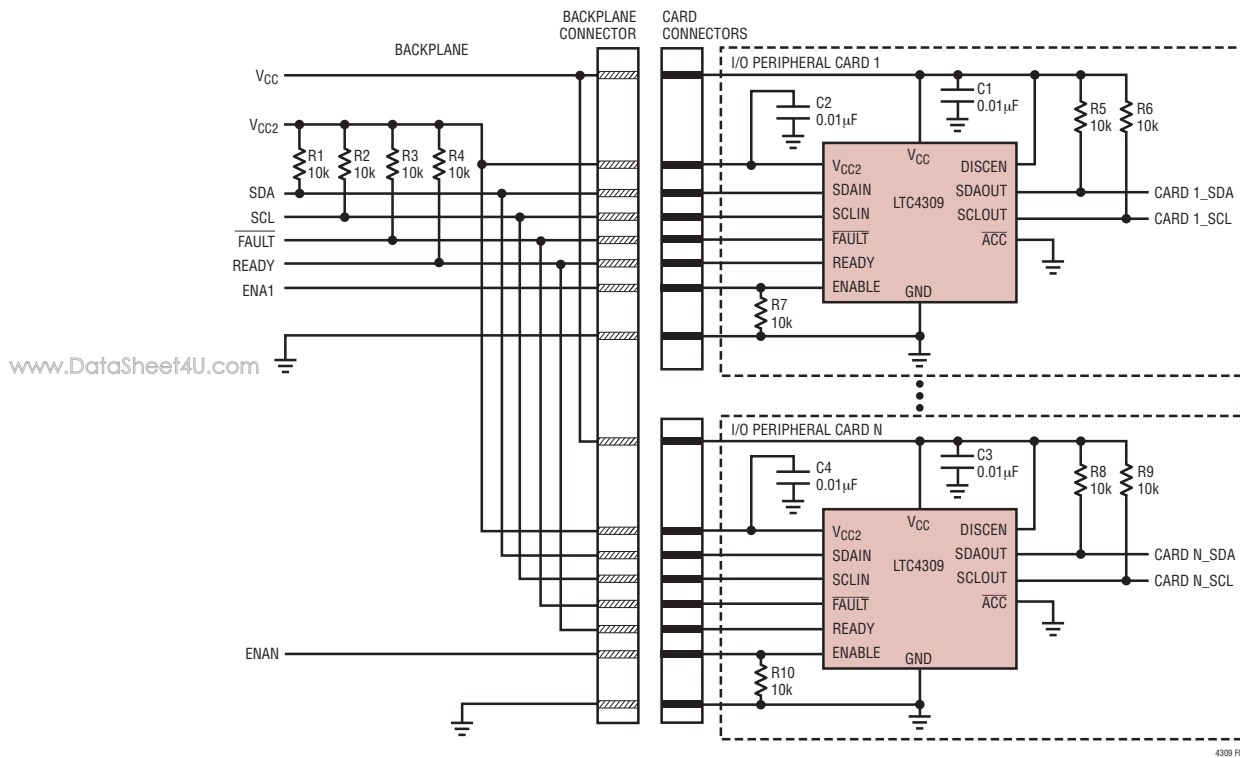 BACKPLANE
CONNECTOR
CARD
CONNECTORS
BACKPLANE
VCC
VCC2
R1
10k
R2
10k
R3
10k
R4
10k
SDA
SCL
FAULT
READY
ENA1
www.DataSheet4U.com
I/O PERIPHERAL CARD 1
C2
0.01µF
C1
0.01µF
R5
10k
R6
10k
VCC2
VCC
DISCEN
SDAIN
SDAOUT
LTC4309
SCLIN
SCLOUT
FAULT
ACC
READY
ENABLE
GND
R7
10k
CARD 1_SDA
CARD 1_SCL
I/O PERIPHERAL CARD N
C4
0.01µF
C3
0.01µF
R8
10k
R9
10k
VCC2
VCC
DISCEN
SDAIN
SDAOUT
LTC4309
SCLIN
SCLOUT
FAULT
ACC
READY
ENABLE
GND
R10
10k
CARD N_SDA
CARD N_SCL
ENAN
4309